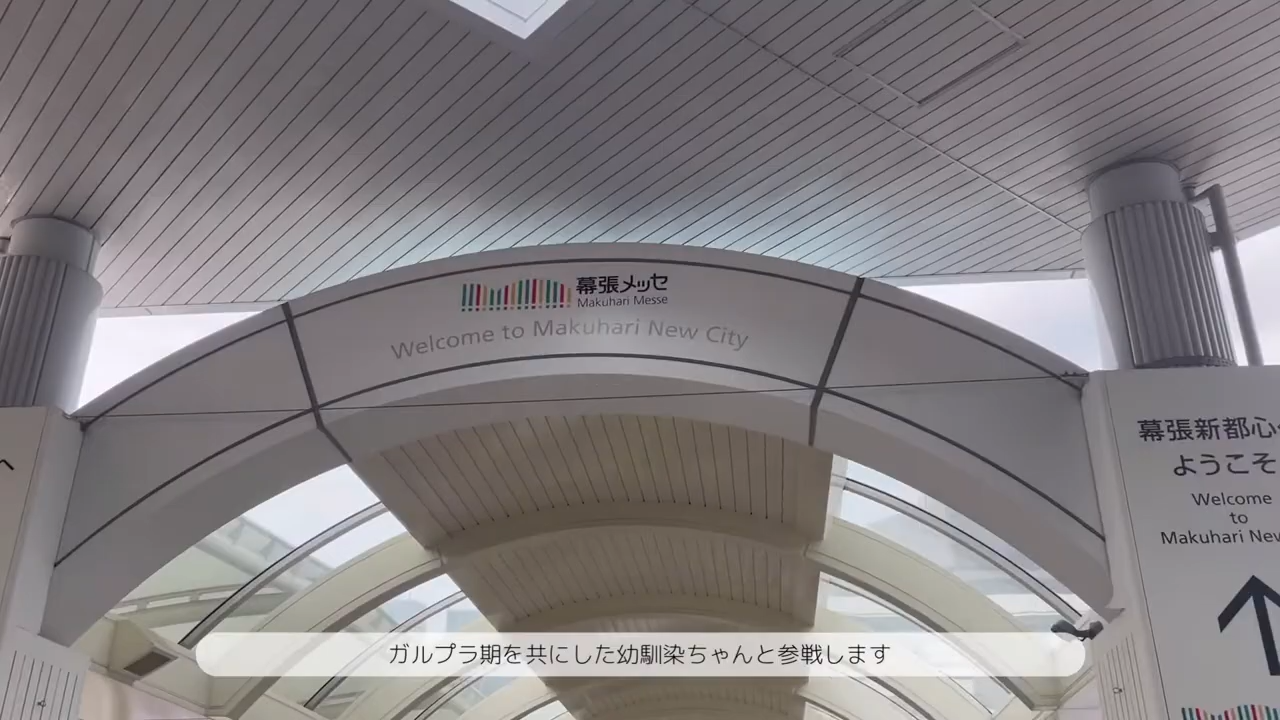 幕張メッセ
Makuhari Messe
Welcome to Makuhari New City
へ
幕張新都心へ
ようこそ
Welcome
to
Makuhari New
ガルプラ期を共にした幼馴染ちゃんと参戦します